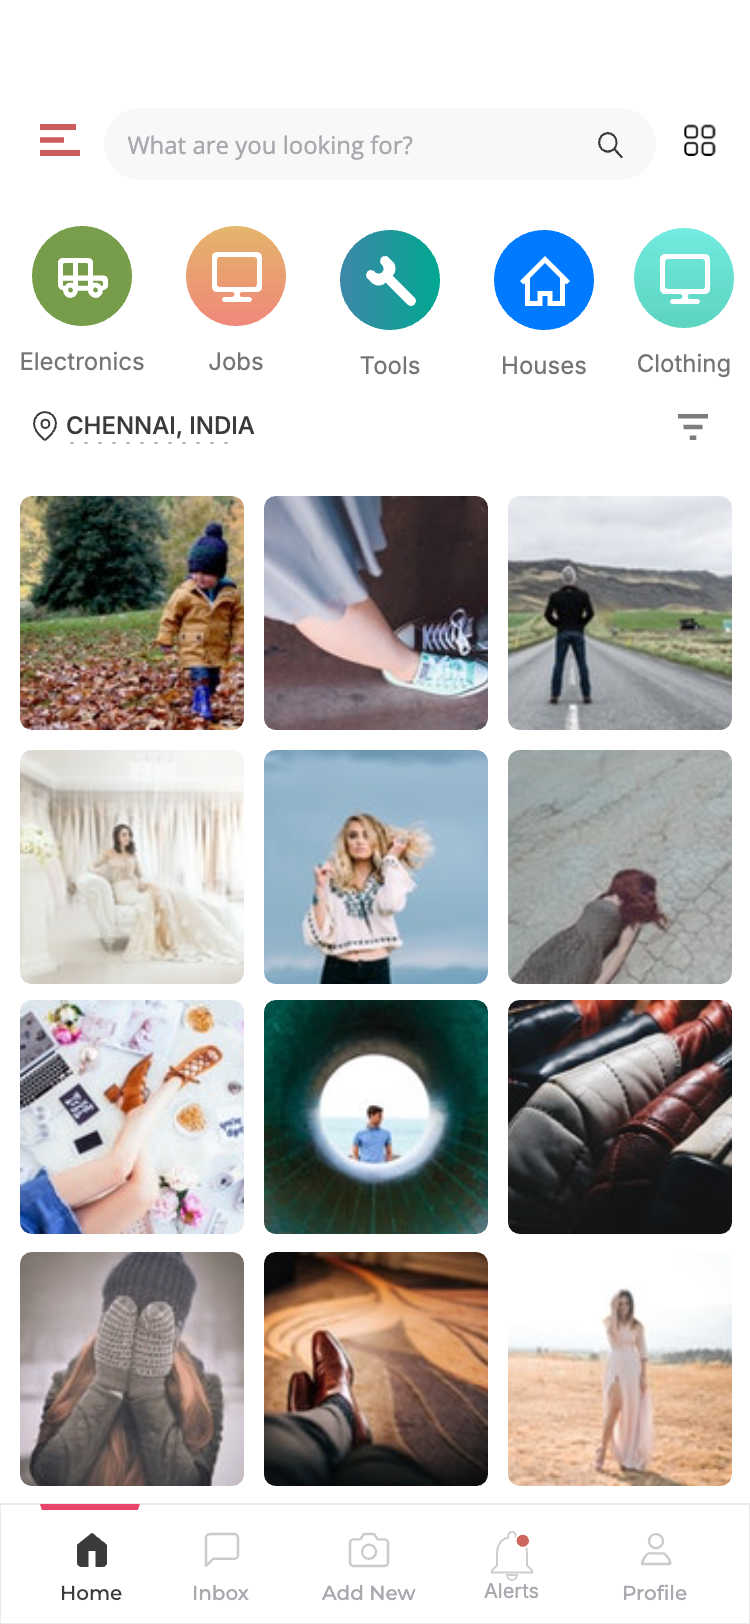 What are you looking for?
Electronics
Jobs
Tools
Houses
Clothing
CHENNAI, INDIA
Home
Inbox
Add New
Alerts
Profile